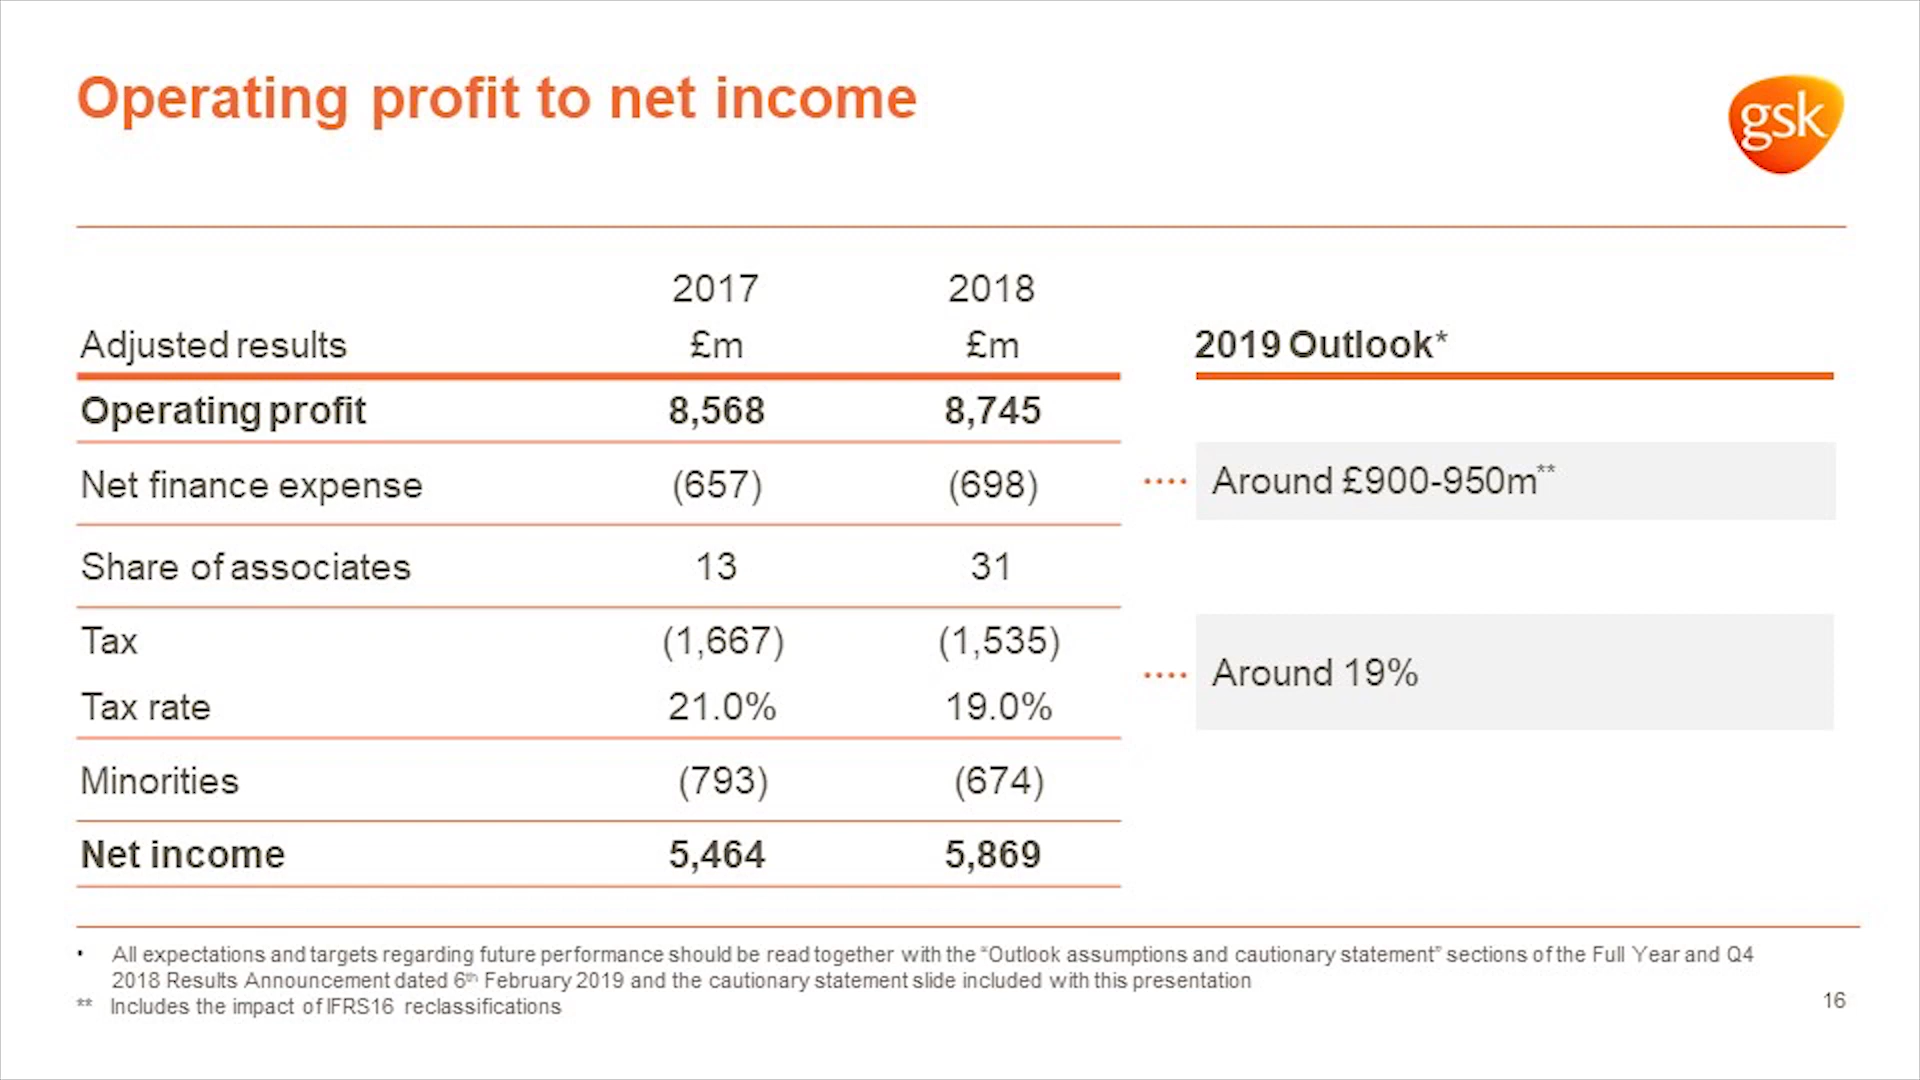 Operating profit to net income
gsk
2017 2018
Adjusted results £m £m 2019 Outlook*
Operating profit 8,568 8,745
Net finance expense (657) (698) Around £900-950m**
Share of associates 13 31
Tax (1,667) (1,535)
Around 19%
Tax rate 21.0% 19.0%
Minorities (793) (674)
Net income 5,464 5,869
• All expectations and targets regarding future performance should be read together with the “Outlook assumptions and cautionary statement” sections of the Full Year and Q4
2018 Results Announcement dated 6th February 2019 and the cautionary statement slide included with this presentation
** Includes the impact of IFRS16 reclassifications
16